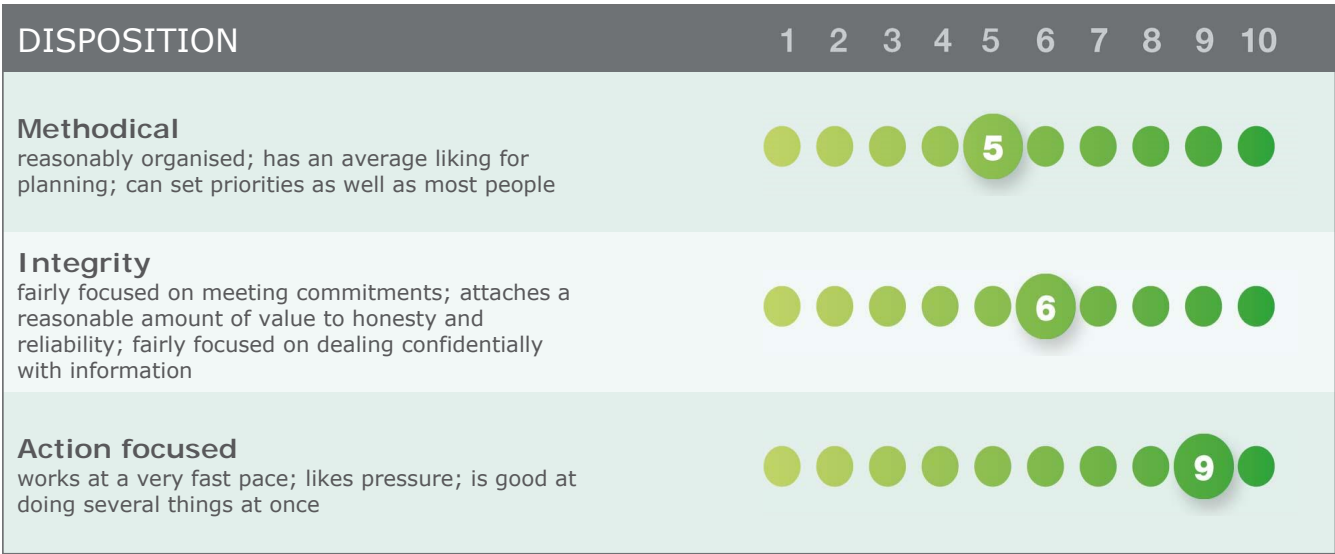 DISPOSITION 1 2 3 4 5 6 7 8 9 10
Methodical
reasonably organised; has an average liking for
planning; can set priorities as well as most people
5
Integrity
fairly focused on meeting commitments; attaches a
reasonable amount of value to honesty and
reliability; fairly focused on dealing confidentially
with information
6
Action focused
works at a very fast pace; likes pressure; is good at
doing several things at once
9